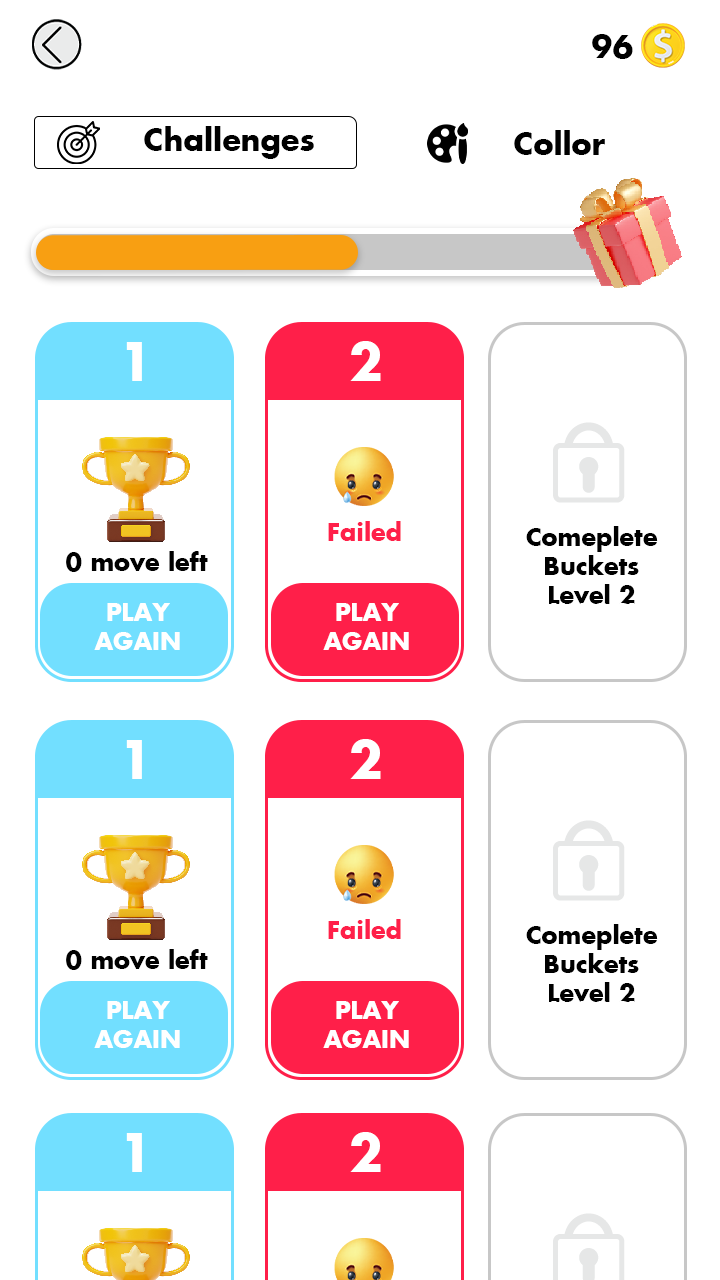 96
Challenges
Collor
1
2
0 move left
PLAY
AGAIN
Failed
PLAY
AGAIN
Comeplete
Buckets
Level 2
1
2
0 move left
PLAY
AGAIN
Failed
PLAY
AGAIN
Comeplete
Buckets
Level 2
1
2